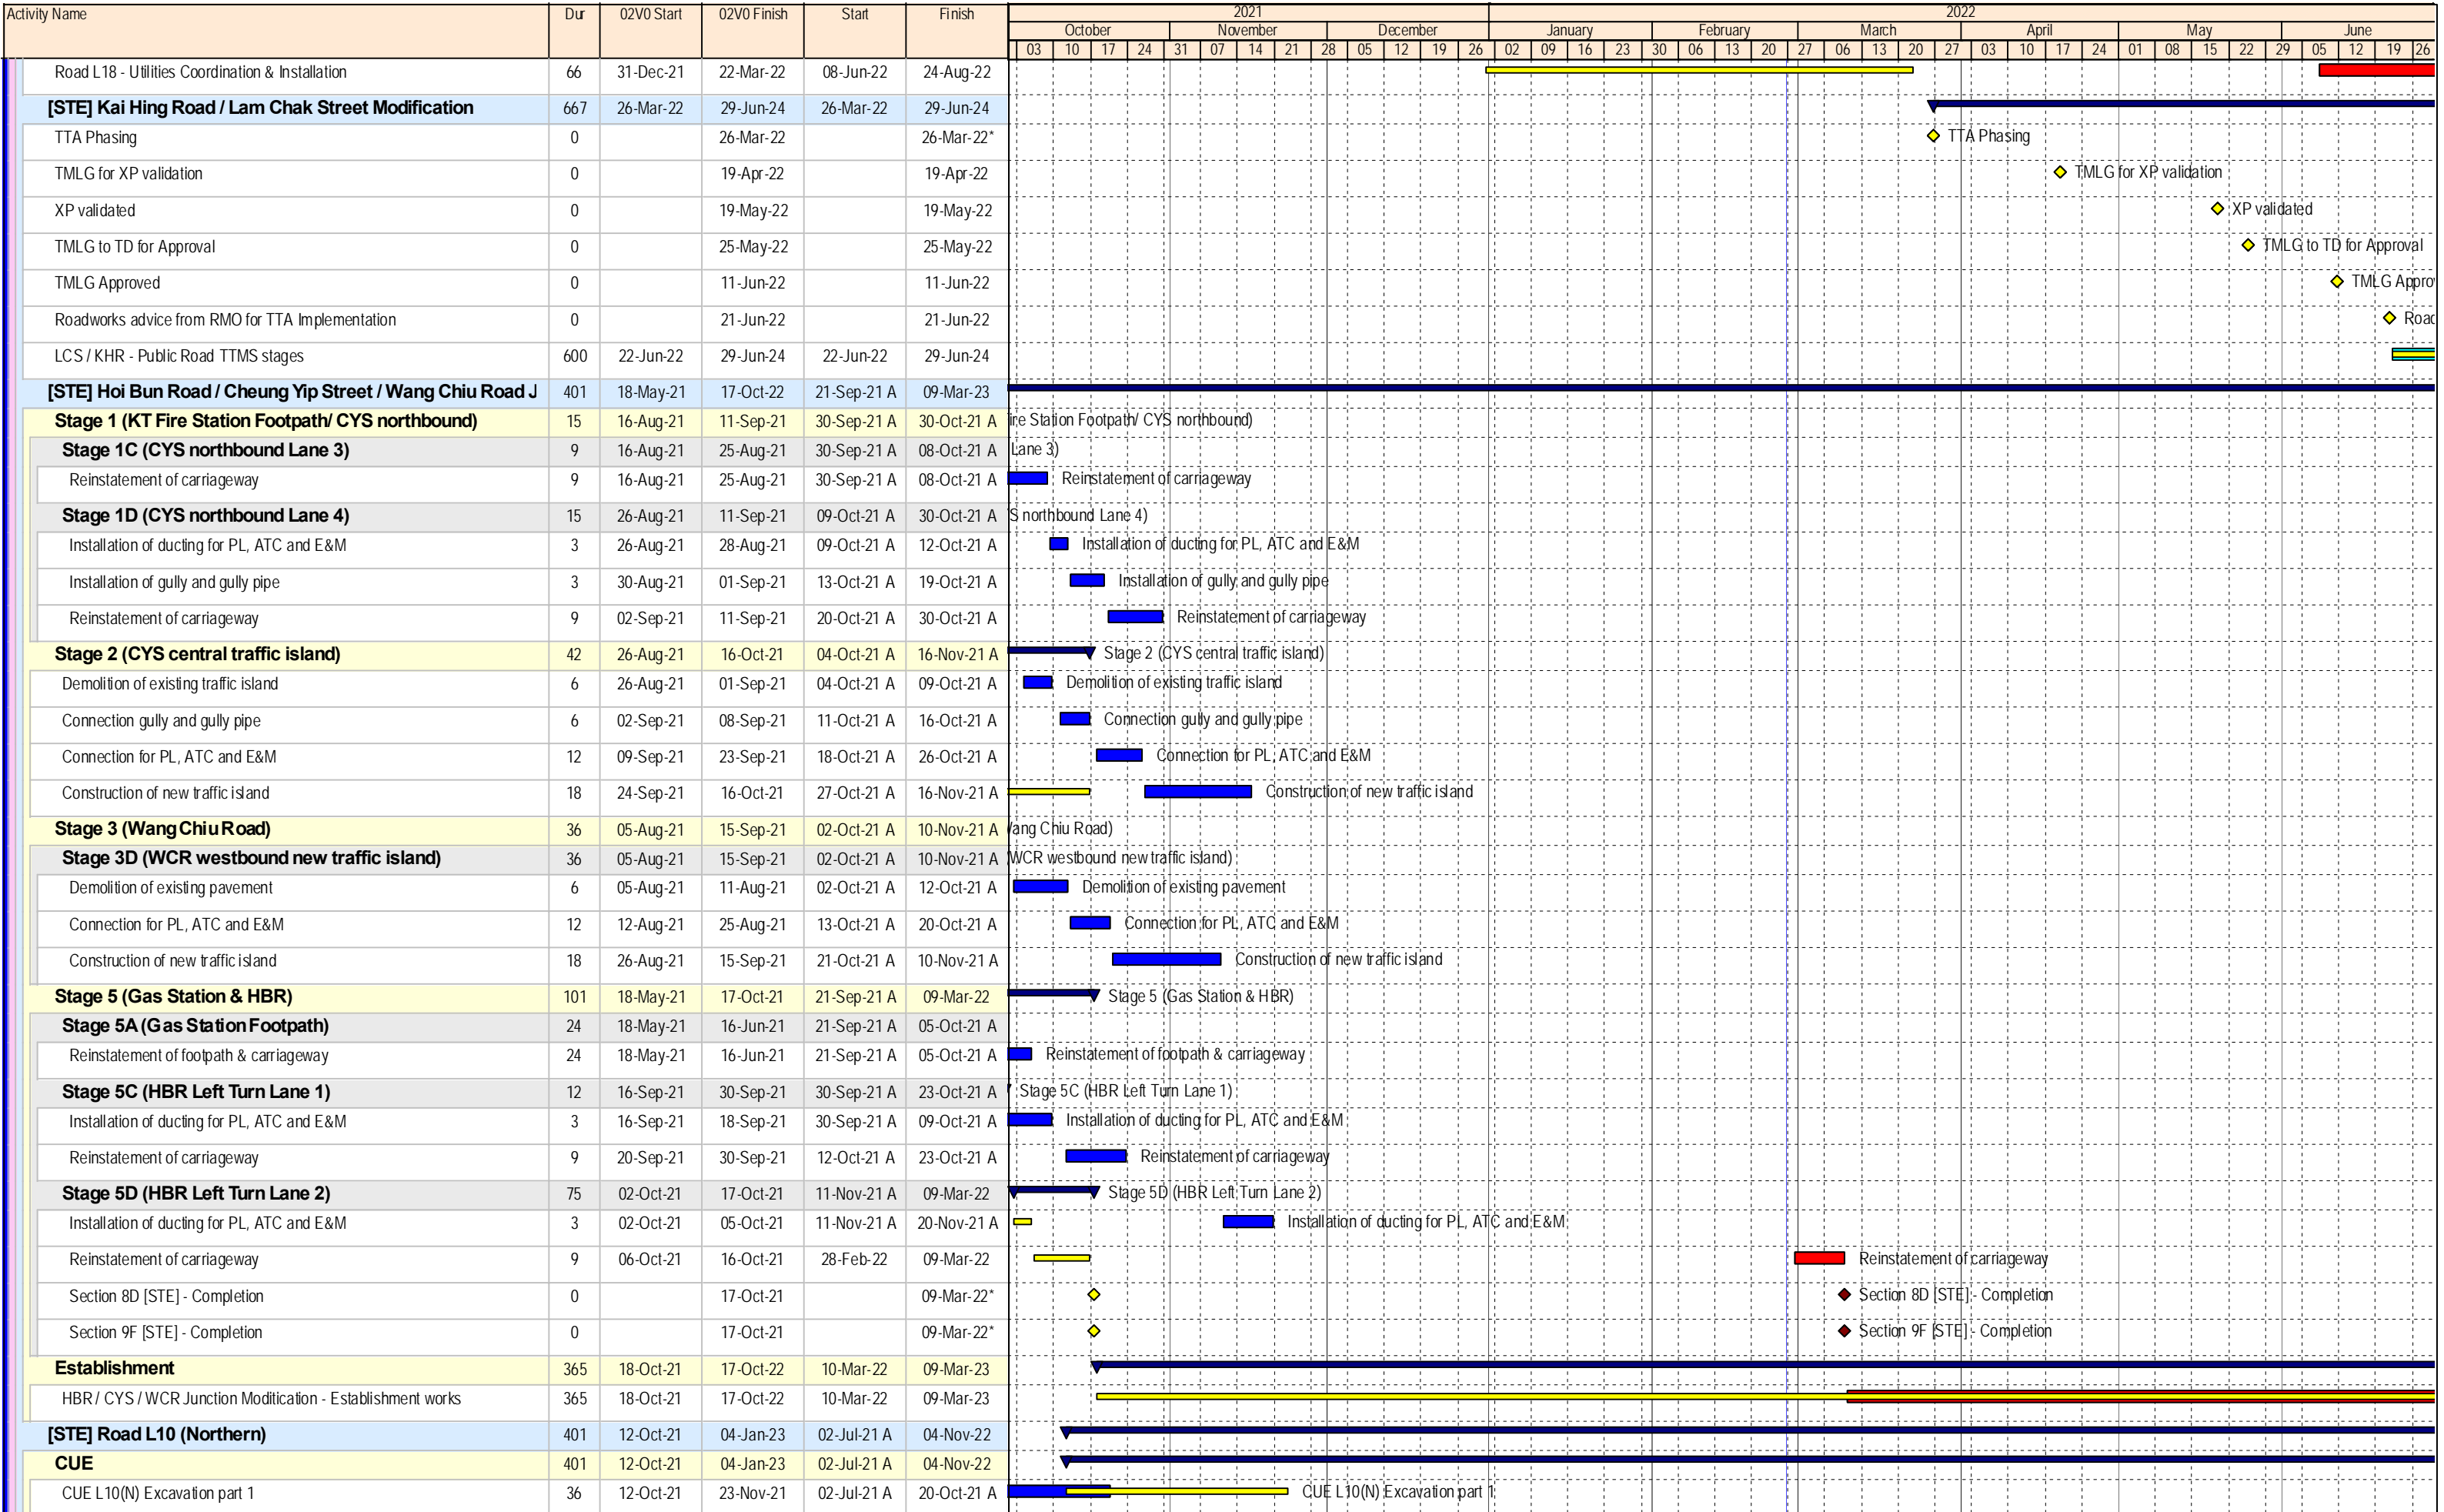 Activity Name Dur 02V0 Start 02V0 Finish Start Finish 2021 2022
October November December January February March April May June
03 10 17 24 31 07 14 21 28 05 12 19 26 02 09 16 23 30 06 13 20 27 06 13 20 27 03 10 17 24 01 08 15 22 29 05 12 19 26
Road L18 - Utilities Coordination & Installation 66 31-Dec-21 22-Mar-22 08-Jun-22 24-Aug-22
[STE] Kai Hing Road / Lam Chak Street Modification 667 26-Mar-22 29-Jun-24 26-Mar-22 29-Jun-24
TTA Phasing 0 26-Mar-22 26-Mar-22* TTA Phasing
TMLG for XP validation 0 19-Apr-22 19-Apr-22 TMLG for XP validation
XP validated 0 19-May-22 19-May-22 XP validated
TMLG to TD for Approval 0 25-May-22 25-May-22 TMLG to TD for Approval
TMLG Approved 0 11-Jun-22 11-Jun-22 TMLG Appro
Roadworks advice from RMO for TTA Implementation 0 21-Jun-22 21-Jun-22 Road
LCS / KHR - Public Road TTMS stages 600 22-Jun-22 29-Jun-24 22-Jun-22 29-Jun-24
[STE] Hoi Bun Road / Cheung Yip Street / Wang Chiu Road J 401 18-May-21 17-Oct-22 21-Sep-21 A 09-Mar-23
Stage 1 (KT Fire Station Footpath/ CYS northbound) 15 16-Aug-21 11-Sep-21 30-Sep-21 A 30-Oct-21 A ire Station Footpath/ CYS northbound)
Stage 1C (CYS northbound Lane 3) 9 16-Aug-21 25-Aug-21 30-Sep-21 A 08-Oct-21 A Lane 3)
Reinstatement of carriageway 9 16-Aug-21 25-Aug-21 30-Sep-21 A 08-Oct-21 A Reinstatement of carriageway
Stage 1D (CYS northbound Lane 4) 15 26-Aug-21 11-Sep-21 09-Oct-21 A 30-Oct-21 A S northbound Lane 4)
Installation of ducting for PL, ATC and E&M 3 26-Aug-21 28-Aug-21 09-Oct-21 A 12-Oct-21 A Installation of ducting for PL, ATC and E&M
Installation of gully and gully pipe 3 30-Aug-21 01-Sep-21 13-Oct-21 A 19-Oct-21 A Installation of gully and gully pipe
Reinstatement of carriageway 9 02-Sep-21 11-Sep-21 20-Oct-21 A 30-Oct-21 A Reinstatement of carriageway
Stage 2 (CYS central traffic island) 42 26-Aug-21 16-Oct-21 04-Oct-21 A 16-Nov-21 A Stage 2 (CYS central traffic island)
Demolition of existing traffic island 6 26-Aug-21 01-Sep-21 04-Oct-21 A 09-Oct-21 A Demolition of existing traffic island
Connection gully and gully pipe 6 02-Sep-21 08-Sep-21 11-Oct-21 A 16-Oct-21 A Connection gully and gully pipe
Connection for PL, ATC and E&M 12 09-Sep-21 23-Sep-21 18-Oct-21 A 26-Oct-21 A Connection for PL, ATC and E&M
Construction of new traffic island 18 24-Sep-21 16-Oct-21 27-Oct-21 A 16-Nov-21 A Construction of new traffic island
Stage 3 (Wang Chiu Road) 36 05-Aug-21 15-Sep-21 02-Oct-21 A 10-Nov-21 A Vang Chiu Road)
Stage 3D (WCR westbound new traffic island) 36 05-Aug-21 15-Sep-21 02-Oct-21 A 10-Nov-21 A WCR westbound new traffic island)
Demolition of existing pavement 6 05-Aug-21 11-Aug-21 02-Oct-21 A 12-Oct-21 A Demolition of existing pavement
Connection for PL, ATC and E&M 12 12-Aug-21 25-Aug-21 13-Oct-21 A 20-Oct-21 A Connection for PL, ATC and E&M
Construction of new traffic island 18 26-Aug-21 15-Sep-21 21-Oct-21 A 10-Nov-21 A Construction of new traffic island
Stage 5 (Gas Station & HBR) 101 18-May-21 17-Oct-21 21-Sep-21 A 09-Mar-22 Stage 5 (Gas Station & HBR)
Stage 5A (Gas Station Footpath) 24 18-May-21 16-Jun-21 21-Sep-21 A 05-Oct-21 A
Reinstatement of footpath & carriageway 24 18-May-21 16-Jun-21 21-Sep-21 A 05-Oct-21 A Reinstatement of footpath & carriageway
Stage 5C (HBR Left Turn Lane 1) 12 16-Sep-21 30-Sep-21 30-Sep-21 A 23-Oct-21 A Stage 5C (HBR Left Turn Lane 1)
Installation of ducting for PL, ATC and E&M 3 16-Sep-21 18-Sep-21 30-Sep-21 A 09-Oct-21 A Installation of ducting for PL, ATC and E&M
Reinstatement of carriageway 9 20-Sep-21 30-Sep-21 12-Oct-21 A 23-Oct-21 A Reinstatement of carriageway
Stage 5D (HBR Left Turn Lane 2) 75 02-Oct-21 17-Oct-21 11-Nov-21 A 09-Mar-22 Stage 5D (HBR Left Turn Lane 2)
Installation of ducting for PL, ATC and E&M 3 02-Oct-21 05-Oct-21 11-Nov-21 A 20-Nov-21 A Installation of ducting for PL, ATC and E&M
Reinstatement of carriageway 9 06-Oct-21 16-Oct-21 28-Feb-22 09-Mar-22 Reinstatement of carriageway
Section 8D [STE] - Completion 0 17-Oct-21 09-Mar-22* Section 8D [STE] - Completion
Section 9F [STE] - Completion 0 17-Oct-21 09-Mar-22* Section 9F [STE] - Completion
Establishment 365 18-Oct-21 17-Oct-22 10-Mar-22 09-Mar-23
HBR / CYS / WCR Junction Moditication - Establishment works 365 18-Oct-21 17-Oct-22 10-Mar-22 09-Mar-23
[STE] Road L10 (Northern) 401 12-Oct-21 04-Jan-23 02-Jul-21 A 04-Nov-22
CUE 401 12-Oct-21 04-Jan-23 02-Jul-21 A 04-Nov-22
CUE L10(N) Excavation part 1 36 12-Oct-21 23-Nov-21 02-Jul-21 A 20-Oct-21 A CUE L10(N) Excavation part 1